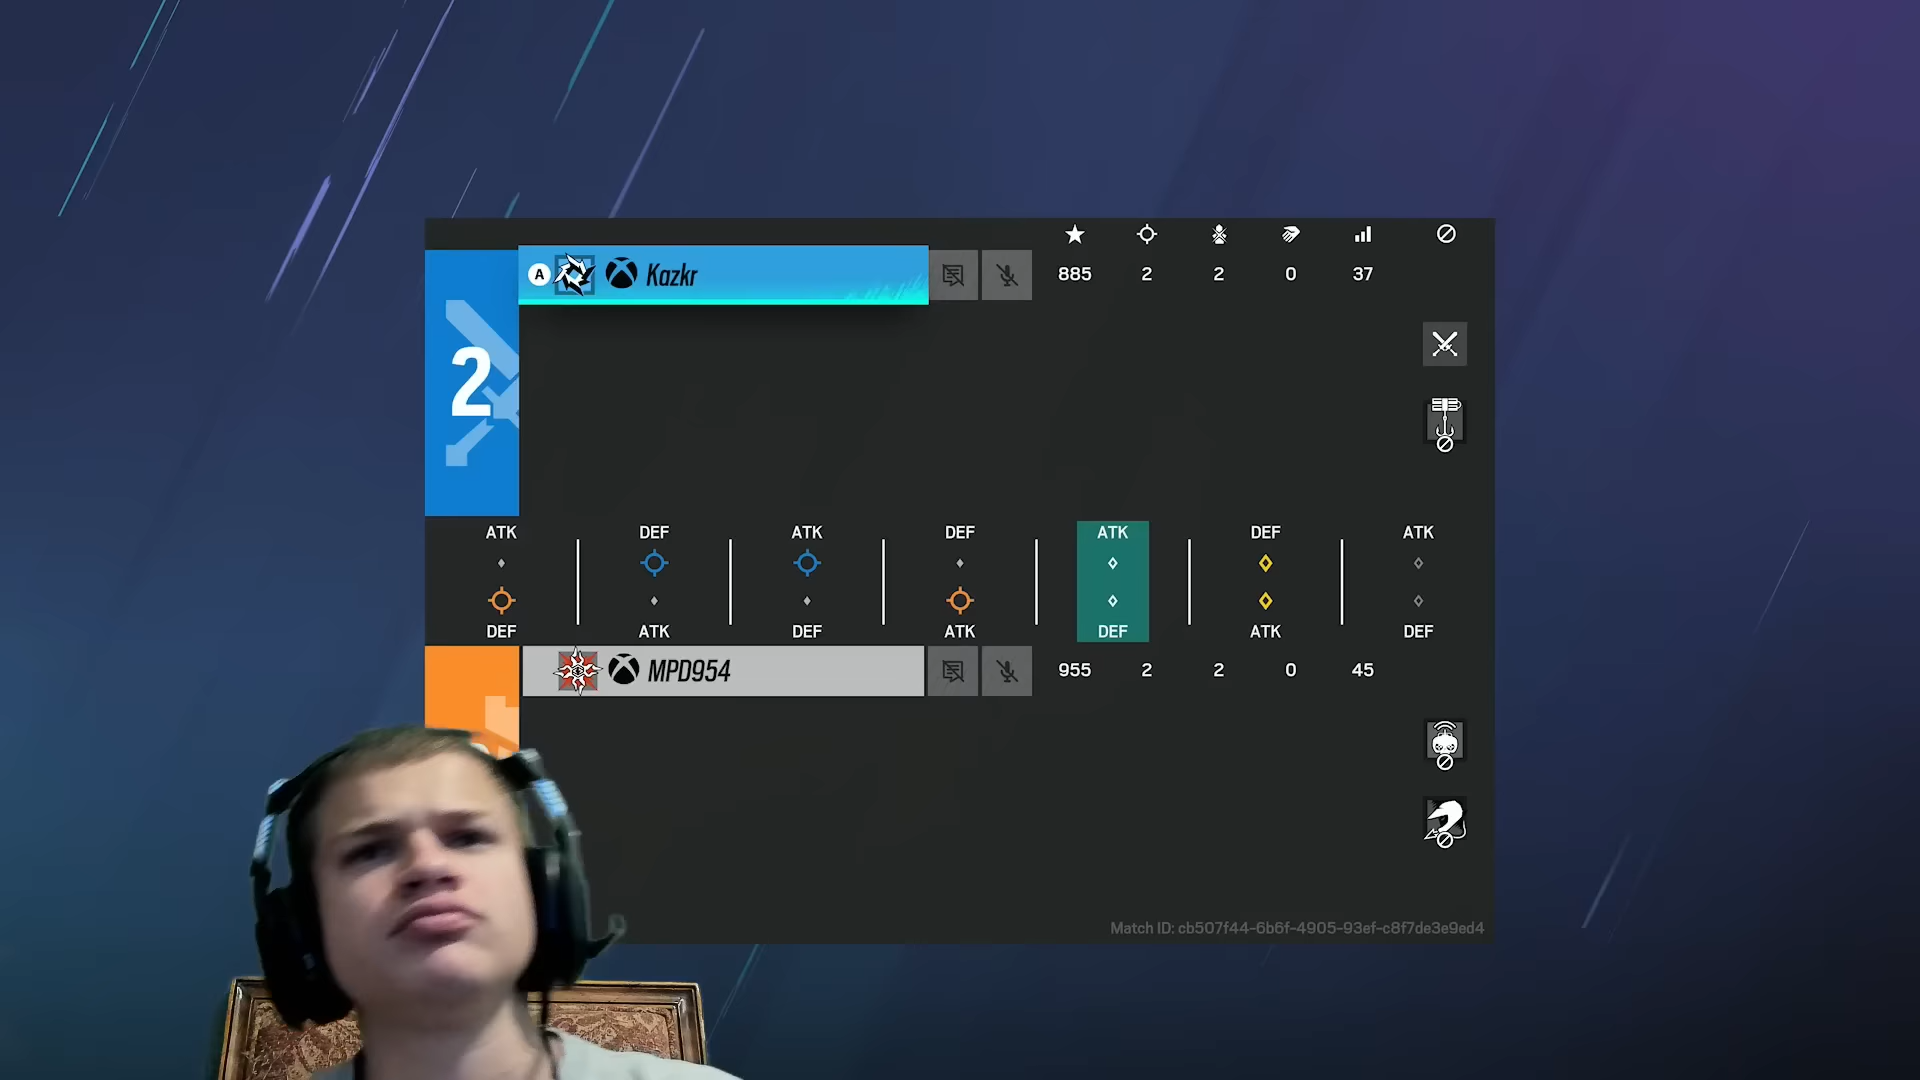 A Kazkr 885 2 2 0 37
2
ATK DEF ATK DEF ATK DEF ATK
DEF ATK DEF ATK DEF ATK DEF
MPD954 955 2 2 0 45
Match ID: cb507f44-6b6f-4905-93ef-c8f7de3e9ed4